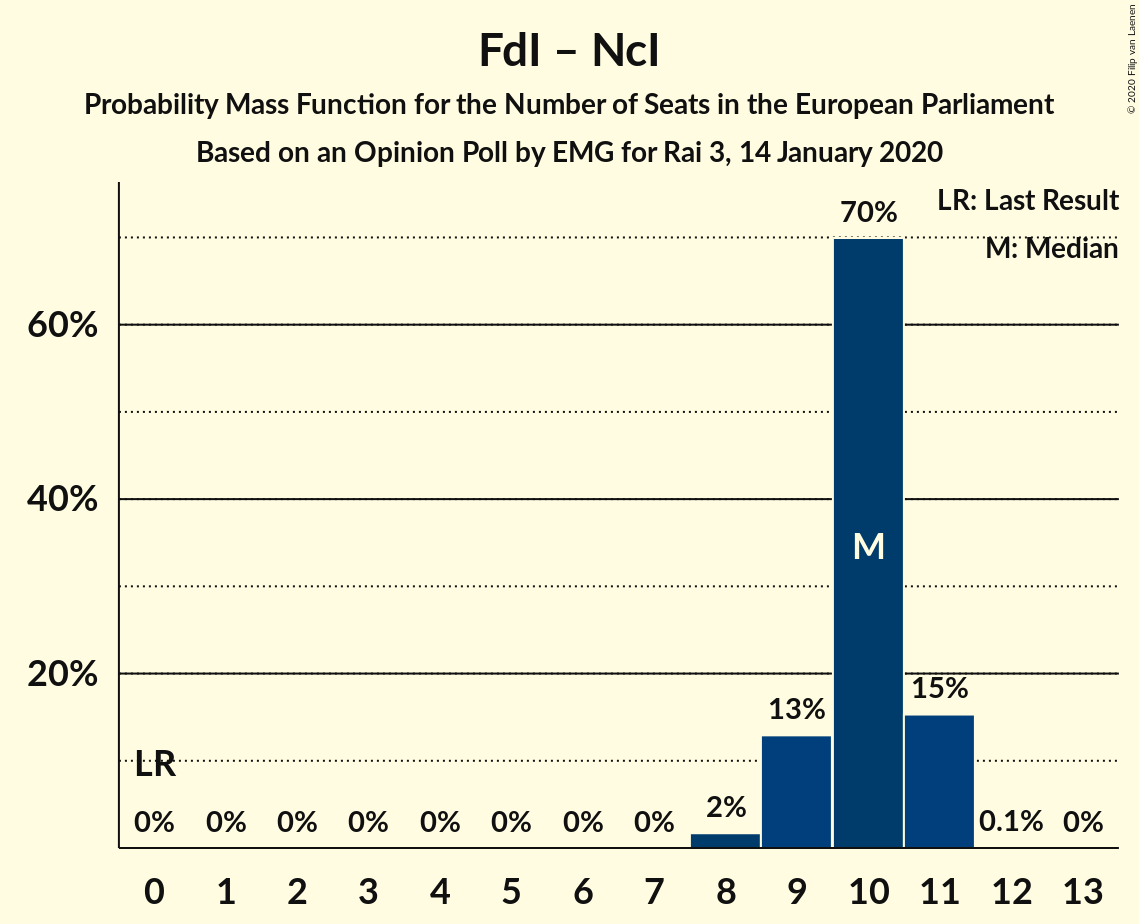 FdI – NcI
Probability Mass Function for the Number of Seats in the European Parliament
Based on an Opinion Poll by EMG for Rai 3, 14 January 2020
© 2020 Filip van Laenen
LR: Last Result
M: Median
60%
40%
20%
LR
0% 0% 0% 0% 0% 0% 0% 0% 2% 13% 70% 15% 0.1% 0%
M
0 1 2 3 4 5 6 7 8 9 10 11 12 13